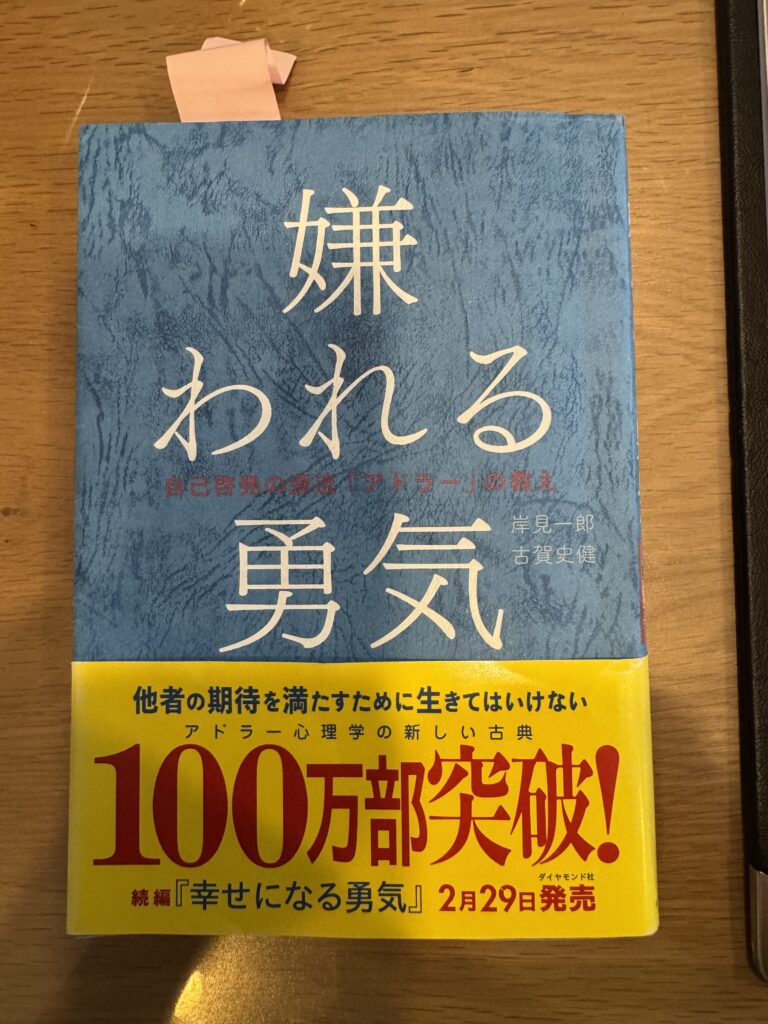 嫌
われる
自己啓発の源流「アドラー」の教え
勇気
岸見一郎
古賀史健
他者の期待を満たすために生きてはいけない
アドラー心理学の新しい古典
100万部突破!
ダイヤモンド社
続編『幸せになる勇気』 2月29日発売